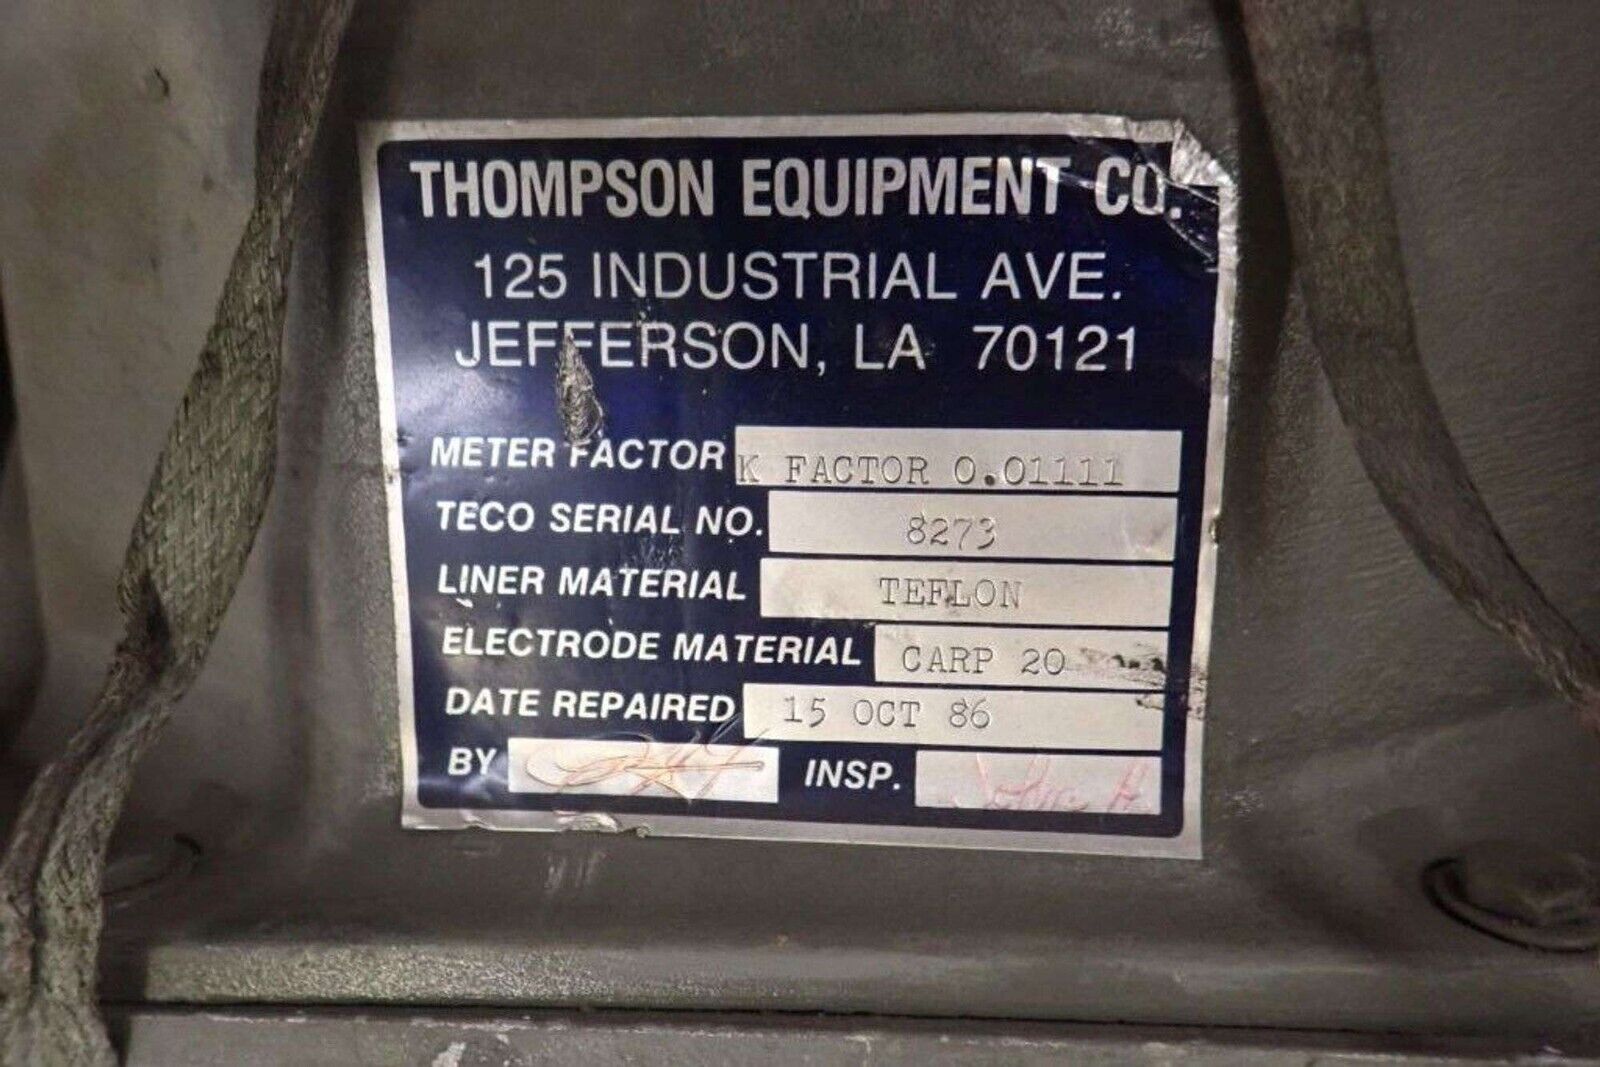 THOMPSON EQUIPMENT CO.
125 INDUSTRIAL AVE.
JEFFERSON, LA 70121
METER FACTOR K FACTOR 0.01111
TECO SERIAL NO. 8273
LINER MATERIAL TEFLON
ELECTRODE MATERIAL CARP 20
DATE REPAIRED 15 OCT 86
BY INSP. John H